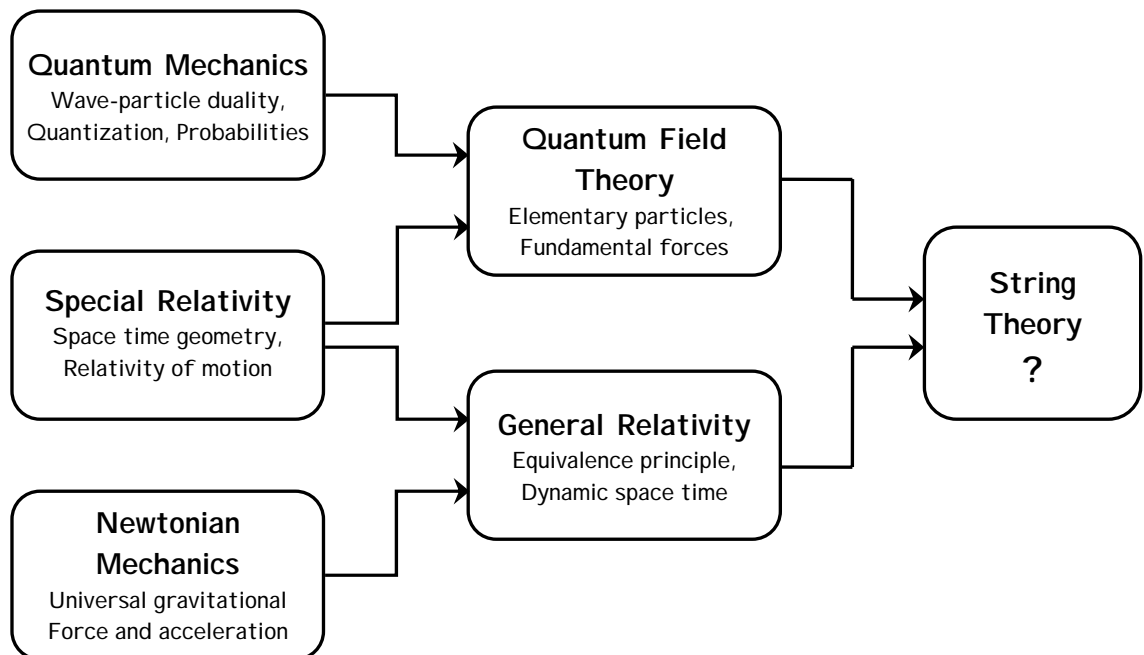 Quantum Mechanics
Wave-particle duality,
Quantization, Probabilities
Quantum Field
Theory
Elementary particles,
Fundamental forces
Special Relativity
Space time geometry,
Relativity of motion
String
Theory
?
General Relativity
Equivalence principle,
Dynamic space time
Newtonian
Mechanics
Universal gravitational
Force and acceleration